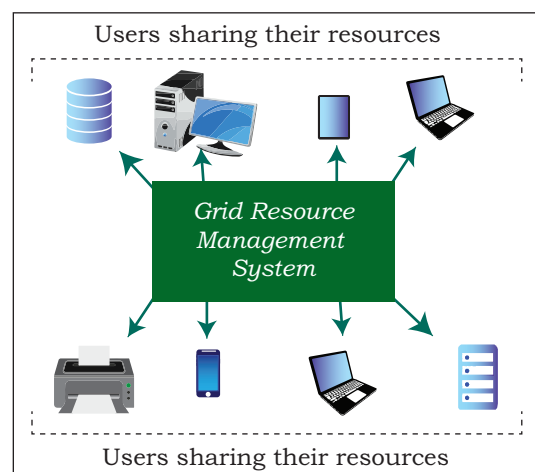 Users sharing their resources
Grid Resource
Management
System
Users sharing their resources